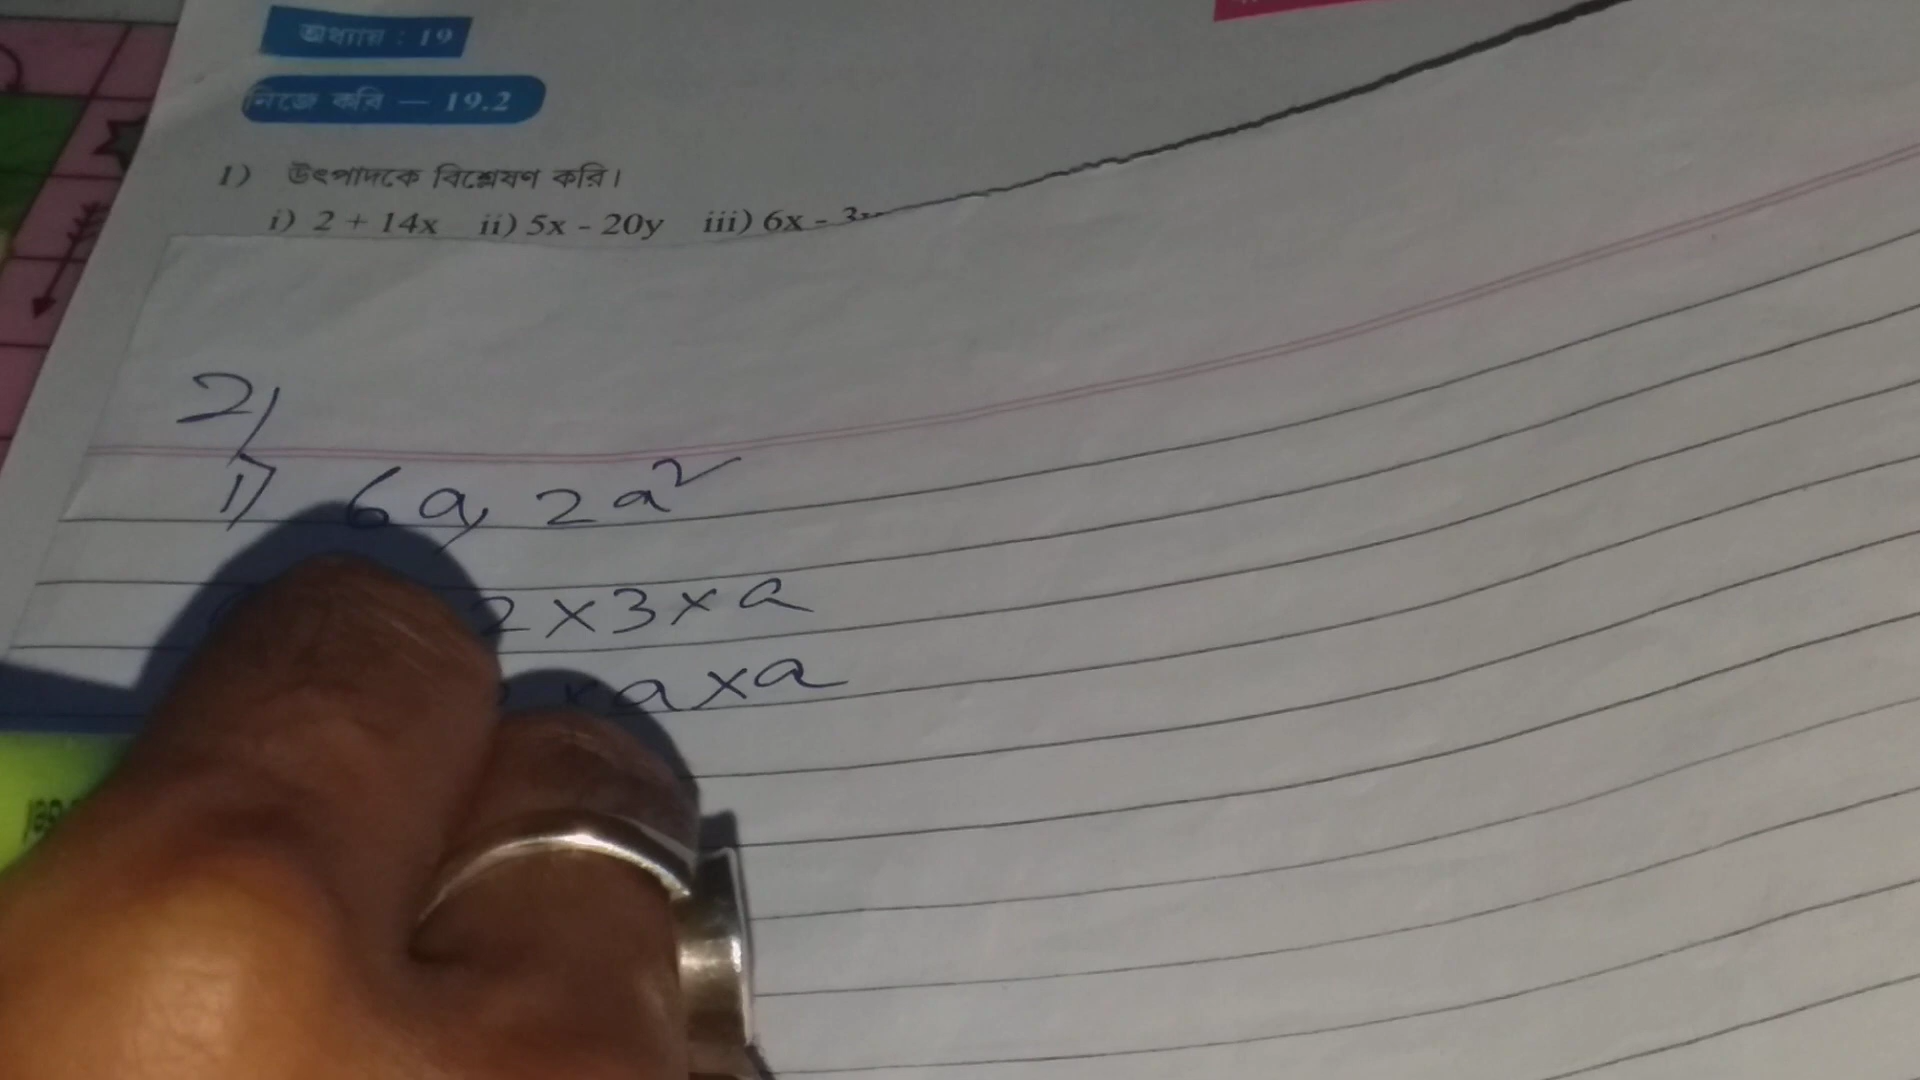 অধ্যায় : 19
নিজে করি — 19.2
1) উৎপাদকে বিশ্লেষণ করি।
i) 2 + 14x ii) 5x - 20y iii) 6x - 3
2)
i) 6a, 2a²
2 × 3 × a
× a × a